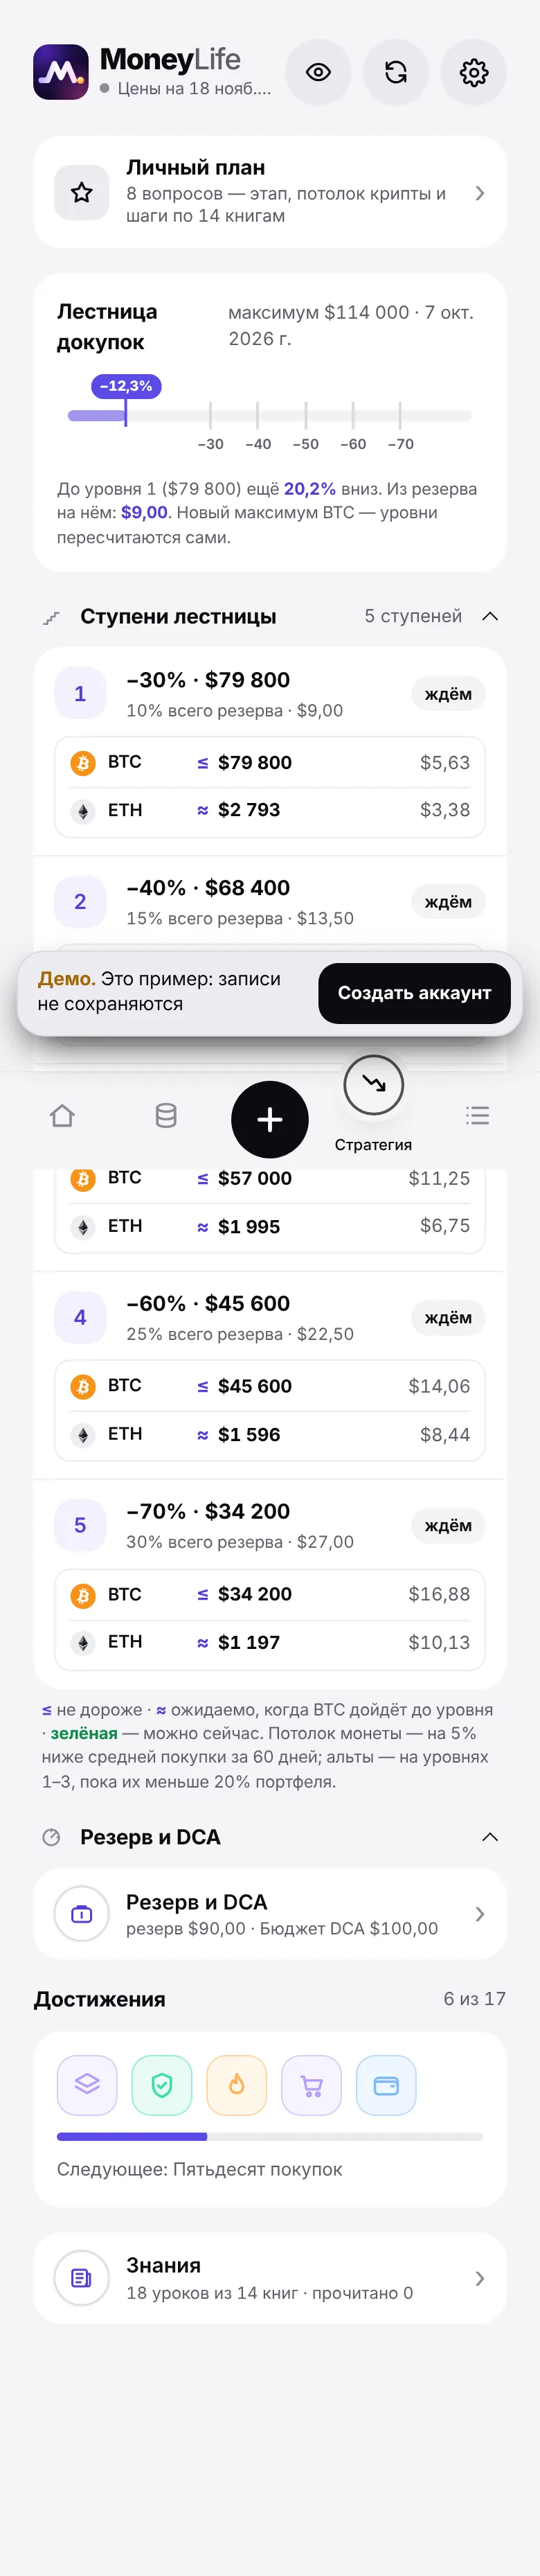 MoneyLife
Цены на 18 нояб....
Личный план
8 вопросов — этап, потолок крипты и
шаги по 14 книгам
Лестница
докупок
максимум $114 000 · 7 окт.
2026 г.
−12,3%
−30 −40 −50 −60 −70
До уровня 1 ($79 800) ещё 20,2% вниз. Из резерва
на нём: $9,00. Новый максимум BTC — уровни
пересчитаются сами.
Ступени лестницы 5 ступеней
1 −30% · $79 800 ждём
10% всего резерва · $9,00
BTC ≤ $79 800 $5,63
ETH ≈ $2 793 $3,38
2 −40% · $68 400 ждём
15% всего резерва · $13,50
Демо. Это пример: записи
не сохраняются
Создать аккаунт
Стратегия
BTC ≤ $57 000 $11,25
ETH ≈ $1 995 $6,75
4 −60% · $45 600 ждём
25% всего резерва · $22,50
BTC ≤ $45 600 $14,06
ETH ≈ $1 596 $8,44
5 −70% · $34 200 ждём
30% всего резерва · $27,00
BTC ≤ $34 200 $16,88
ETH ≈ $1 197 $10,13
≤ не дороже · ≈ ожидаемо, когда BTC дойдёт до уровня
· зелёная — можно сейчас. Потолок монеты — на 5%
ниже средней покупки за 60 дней; альты — на уровнях
1–3, пока их меньше 20% портфеля.
Резерв и DCA
Резерв и DCA
резерв $90,00 · Бюджет DCA $100,00
Достижения 6 из 17
Следующее: Пятьдесят покупок
Знания
18 уроков из 14 книг · прочитано 0